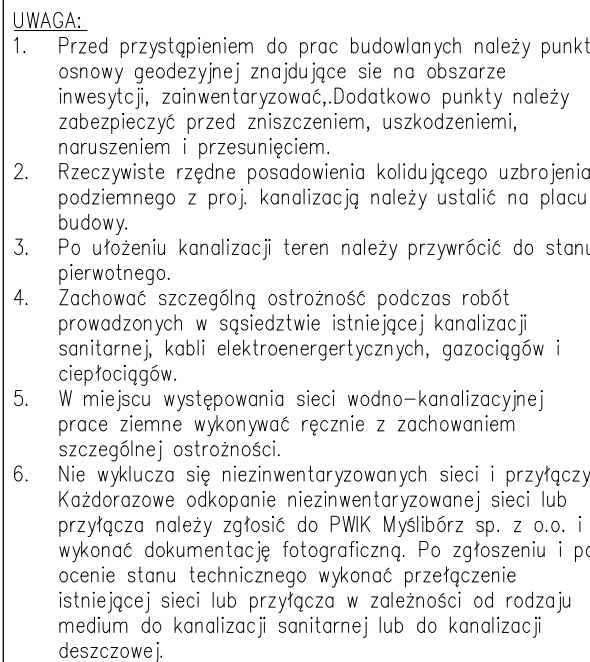 UWAGA:
1. Przed przystąpieniem do prac budowlanych należy punkt
osnowy geodezyjnej znajdujące sie na obszarze
inwesytcji, zainwentaryzować,.Dodatkowo punkty należy
zabezpieczyć przed zniszczeniem, uszkodzeniemi,
naruszeniem i przesunięciem.
2. Rzeczywiste rzędne posadowienia kolidującego uzbrojenia
podziemnego z proj. kanalizacją należy ustalić na placu
budowy.
3. Po ułożeniu kanalizacji teren należy przywrócić do stanu
pierwotnego.
4. Zachować szczególną ostrożność podczas robót
prowadzonych w sąsiedztwie istniejącej kanalizacji
sanitarnej, kabli elektroenergertycznych, gazociągów i
ciepłociągów.
5. W miejscu występowania sieci wodno-kanalizacyjnej
prace ziemne wykonywać ręcznie z zachowaniem
szczególnej ostrożności.
6. Nie wyklucza się niezinwentaryzowanych sieci i przyłączy
Każdorazowe odkopanie niezinwentaryzowanej sieci lub
przyłącza należy zgłosić do PWIK Myślibórz sp. z o.o. i
wykonać dokumentację fotograficzną. Po zgłoszeniu i po
ocenie stanu technicznego wykonać przełączenie
istniejącej sieci lub przyłącza w zależności od rodzaju
medium do kanalizacji sanitarnej lub do kanalizacji
deszczowej.